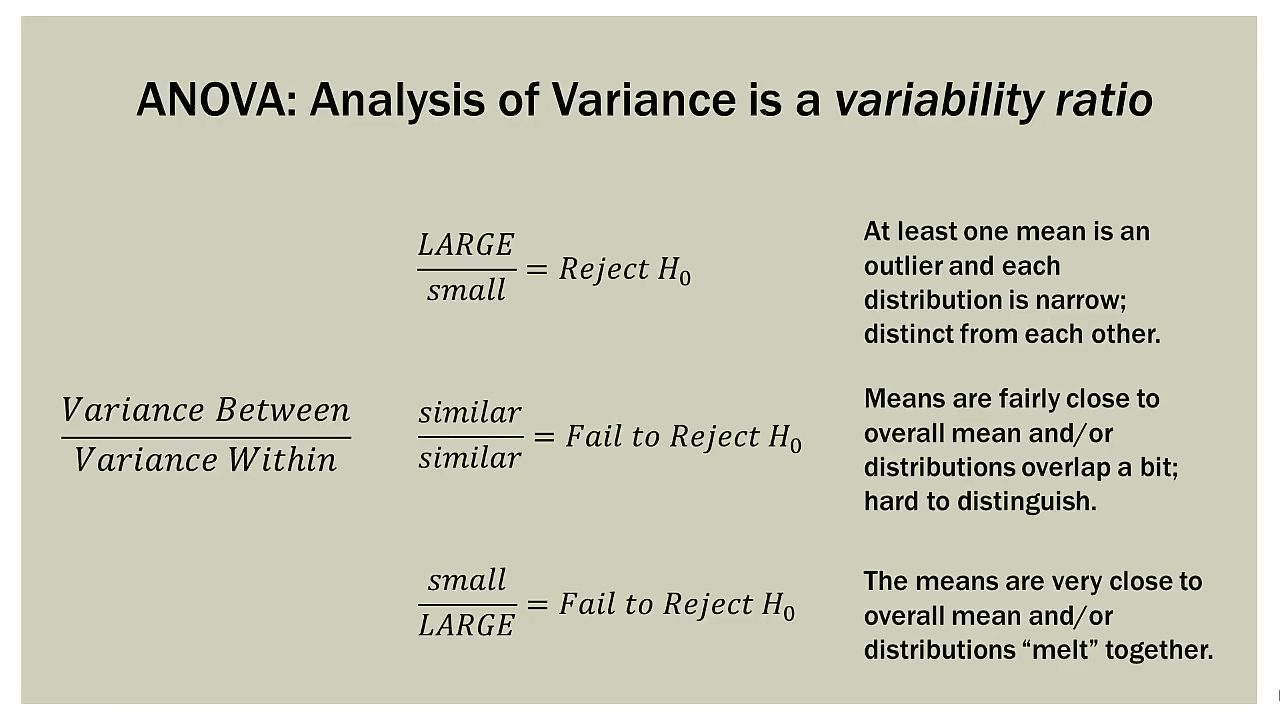 ANOVA: Analysis of Variance is a variability ratio
Variance Between
Variance Within
LARGE
small
= Reject H₀
At least one mean is an
outlier and each
distribution is narrow;
distinct from each other.
similar
similar
= Fail to Reject H₀
Means are fairly close to
overall mean and/or
distributions overlap a bit;
hard to distinguish.
small
LARGE
= Fail to Reject H₀
The means are very close to
overall mean and/or
distributions “melt” together.